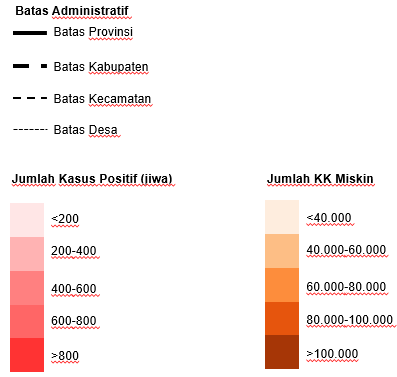 Batas Administratif
Batas Provinsi
Batas Kabupaten
Batas Kecamatan
Batas Desa
Jumlah Kasus Positif (jiwa)
<200
200-400
400-600
600-800
>800
Jumlah KK Miskin
<40.000
40.000-60.000
60.000-80.000
80.000-100.000
>100.000